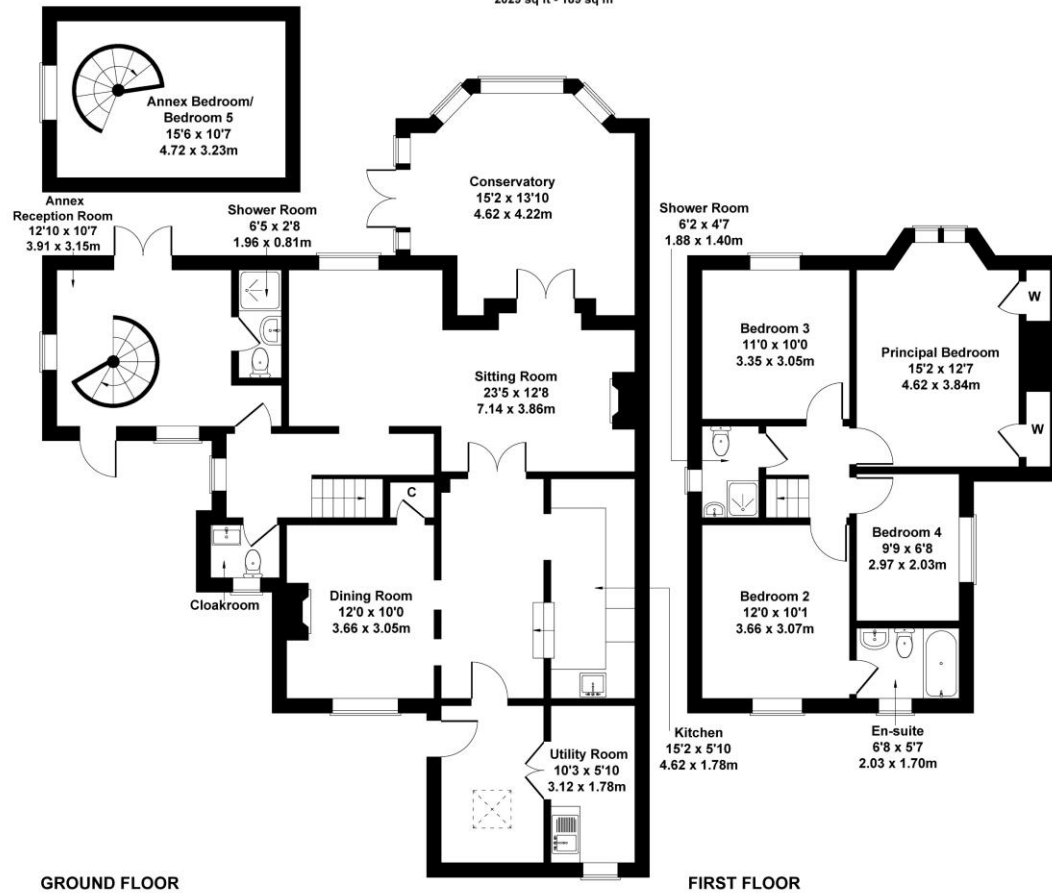 Annex Bedroom/
Bedroom 5
15'6 x 10'7
4.72 x 3.23m
Annex
Reception Room
12'10 x 10'7
3.91 x 3.15m
Shower Room
6'5 x 2'8
1.96 x 0.81m
Conservatory
15'2 x 13'10
4.62 x 4.22m
Sitting Room
23'5 x 12'8
7.14 x 3.86m
C
Cloakroom
Dining Room
12'0 x 10'0
3.66 x 3.05m
Kitchen
15'2 x 5'10
4.62 x 1.78m
Utility Room
10'3 x 5'10
3.12 x 1.78m
GROUND FLOOR
Shower Room
6'2 x 4'7
1.88 x 1.40m
Bedroom 3
11'0 x 10'0
3.35 x 3.05m
Principal Bedroom
15'2 x 12'7
4.62 x 3.84m
W
W
Bedroom 4
9'9 x 6'8
2.97 x 2.03m
Bedroom 2
12'0 x 10'1
3.66 x 3.07m
En-suite
6'8 x 5'7
2.03 x 1.70m
FIRST FLOOR